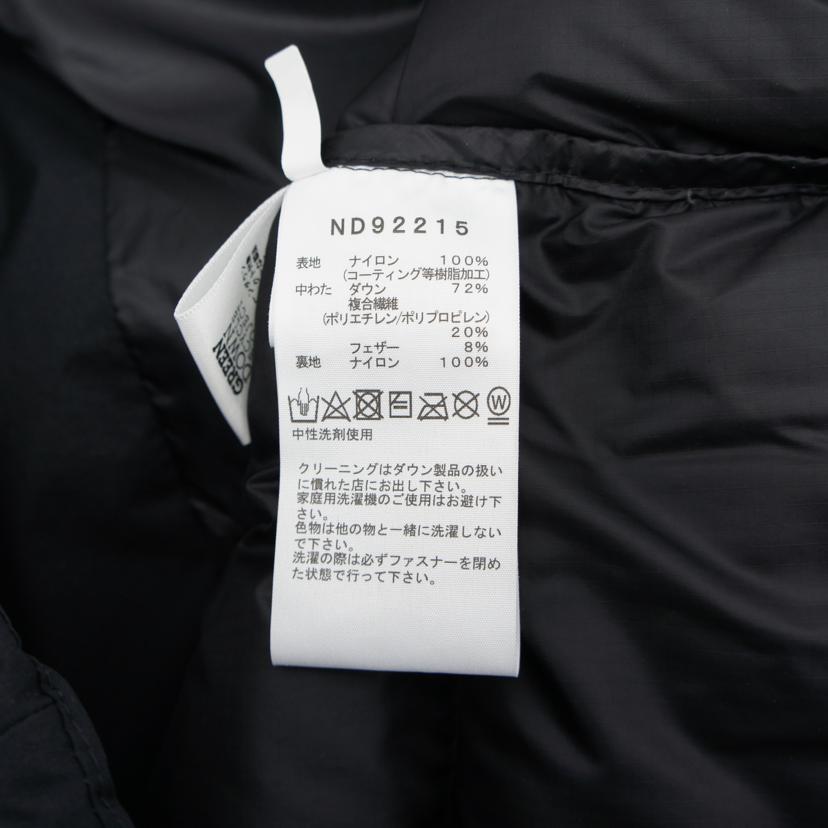 ND92215
表地 ナイロン 100%
(コーティング等樹脂加工)
中わた ダウン 72%
複合繊維
(ポリエチレン/ポリプロピレン)
20%
フェザー 8%
裏地 ナイロン 100%
W
中性洗剤使用
クリーニングはダウン製品の扱い
に慣れた店にお出し下さい。
家庭用洗濯機のご使用はお避け下
さい。
色物は他の物と一緒に洗濯しない
で下さい。
洗濯の際は必ずファスナーを閉め
た状態で行って下さい。
GREEN